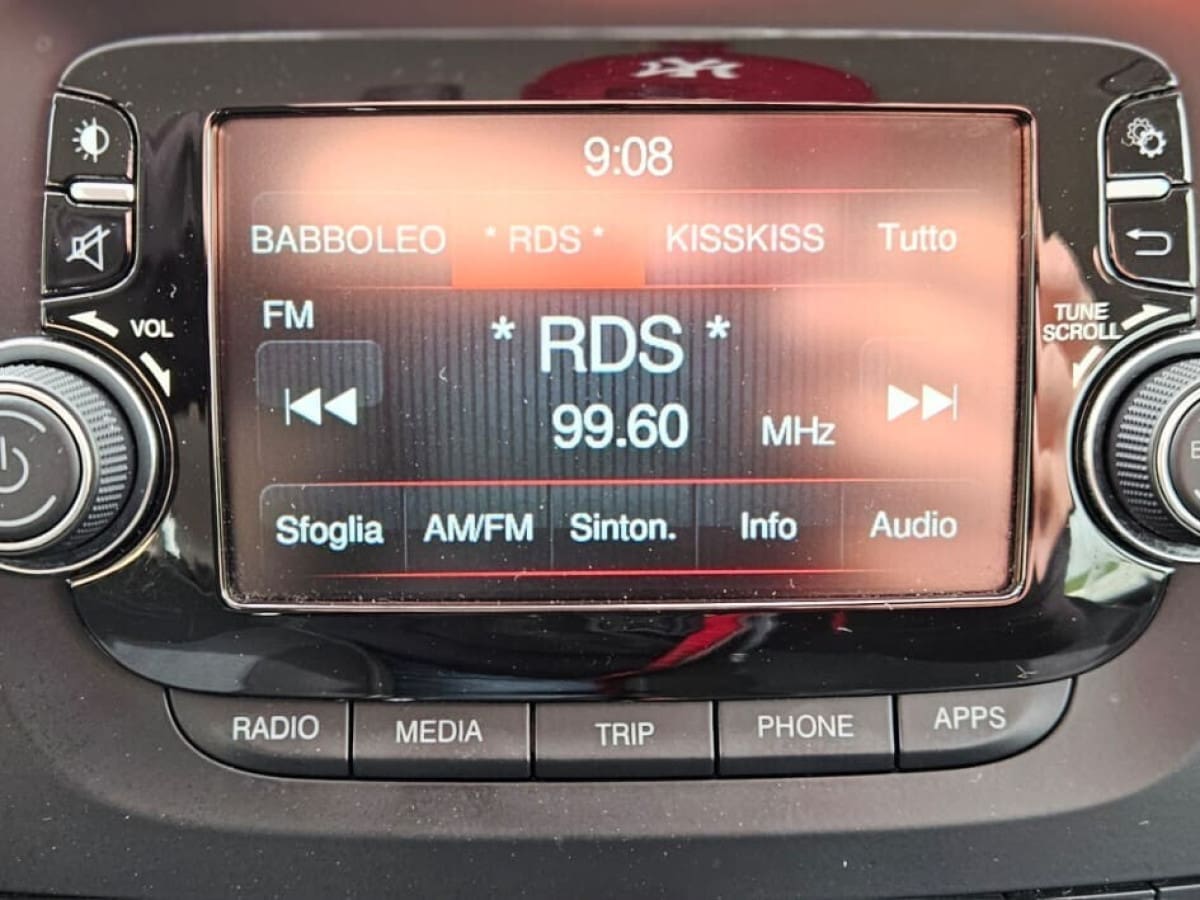 9:08
BABBOLEO * RDS * KISSKISS Tutto
FM
* RDS *
99.60 MHz
Sfoglia AM/FM Sinton. Info Audio
VOL
TUNE
SCROLL
RADIO MEDIA TRIP PHONE APPS